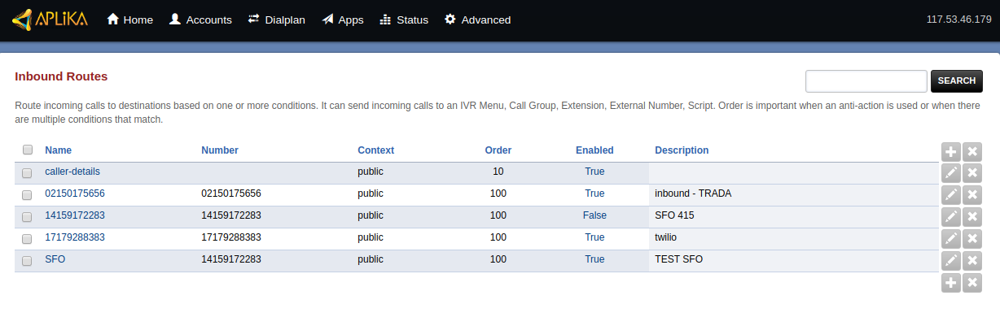 APLiKA Home Accounts Dialplan Apps Status Advanced 117.53.46.179
Inbound Routes
SEARCH
Route incoming calls to destinations based on one or more conditions. It can send incoming calls to an IVR Menu, Call Group, Extension, External Number, Script. Order is important when an anti-action is used or when there
are multiple conditions that match.
Name Number Context Order Enabled Description
caller-details public 10 True
02150175656 02150175656 public 100 True inbound - TRADA
14159172283 14159172283 public 100 False SFO 415
17179288383 17179288383 public 100 True twilio
SFO 14159172283 public 100 True TEST SFO